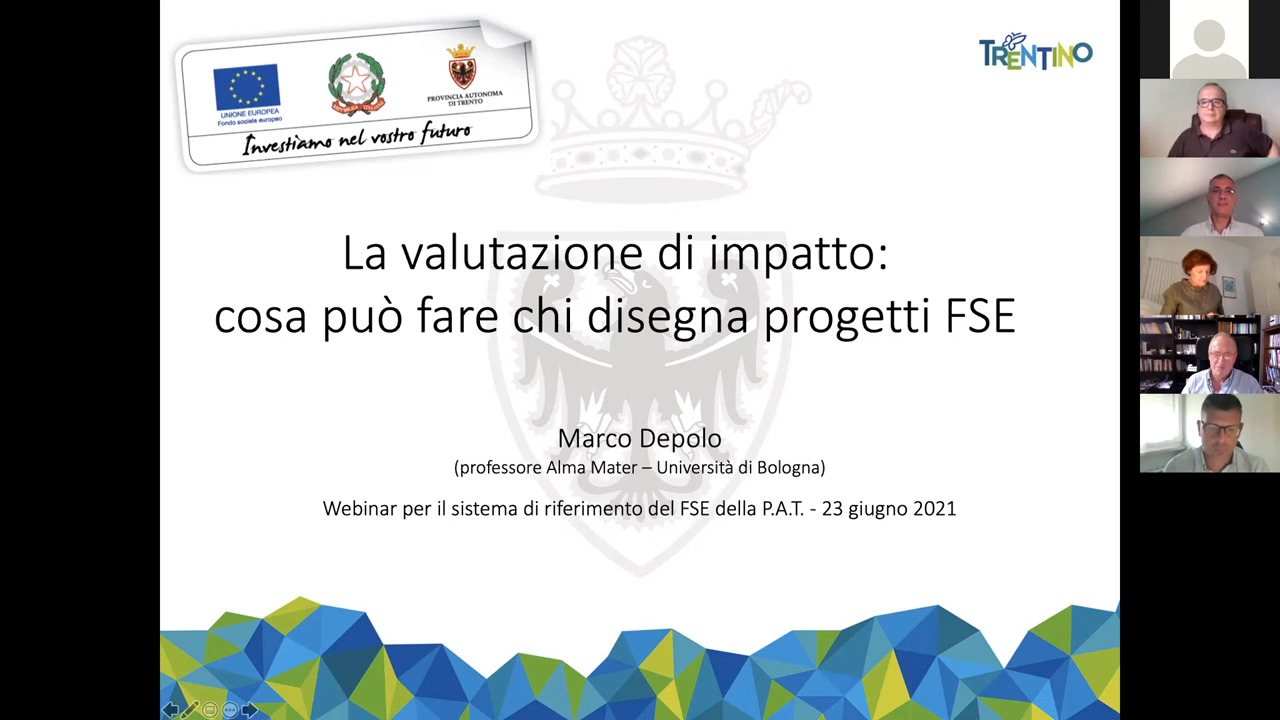 UNIONE EUROPEA
Fondo sociale europeo
REPUBBLICA ITALIANA
PROVINCIA AUTONOMA
DI TRENTO
Investiamo nel vostro futuro
TRENTINO
La valutazione di impatto:
cosa può fare chi disegna progetti FSE
Marco Depolo
(professore Alma Mater – Università di Bologna)
Webinar per il sistema di riferimento del FSE della P.A.T. - 23 giugno 2021